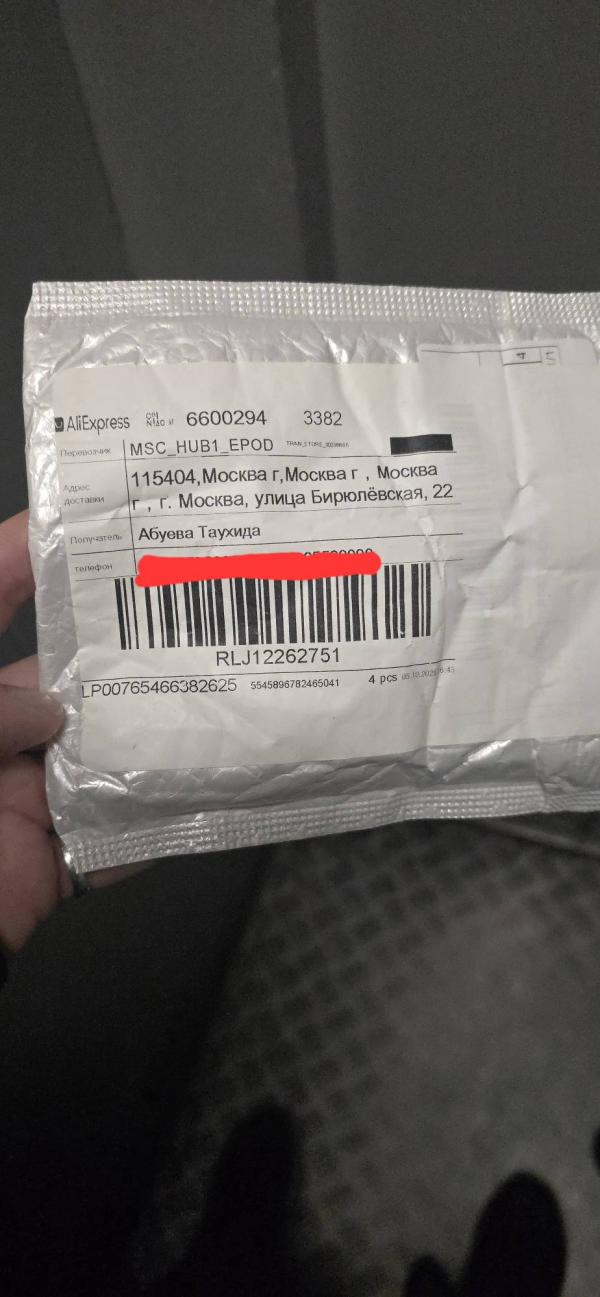 AliExpress 6600294 3382
Перевозчик MSC_HUB1_EPOD
Адрес доставки 115404,Москва г,Москва г , Москва
г , г. Москва, улица Бирюлёвская, 22
Получатель Абуева Таухида
телефон
RLJ12262751
LP00765466382625 5545896782465041 4 pcs